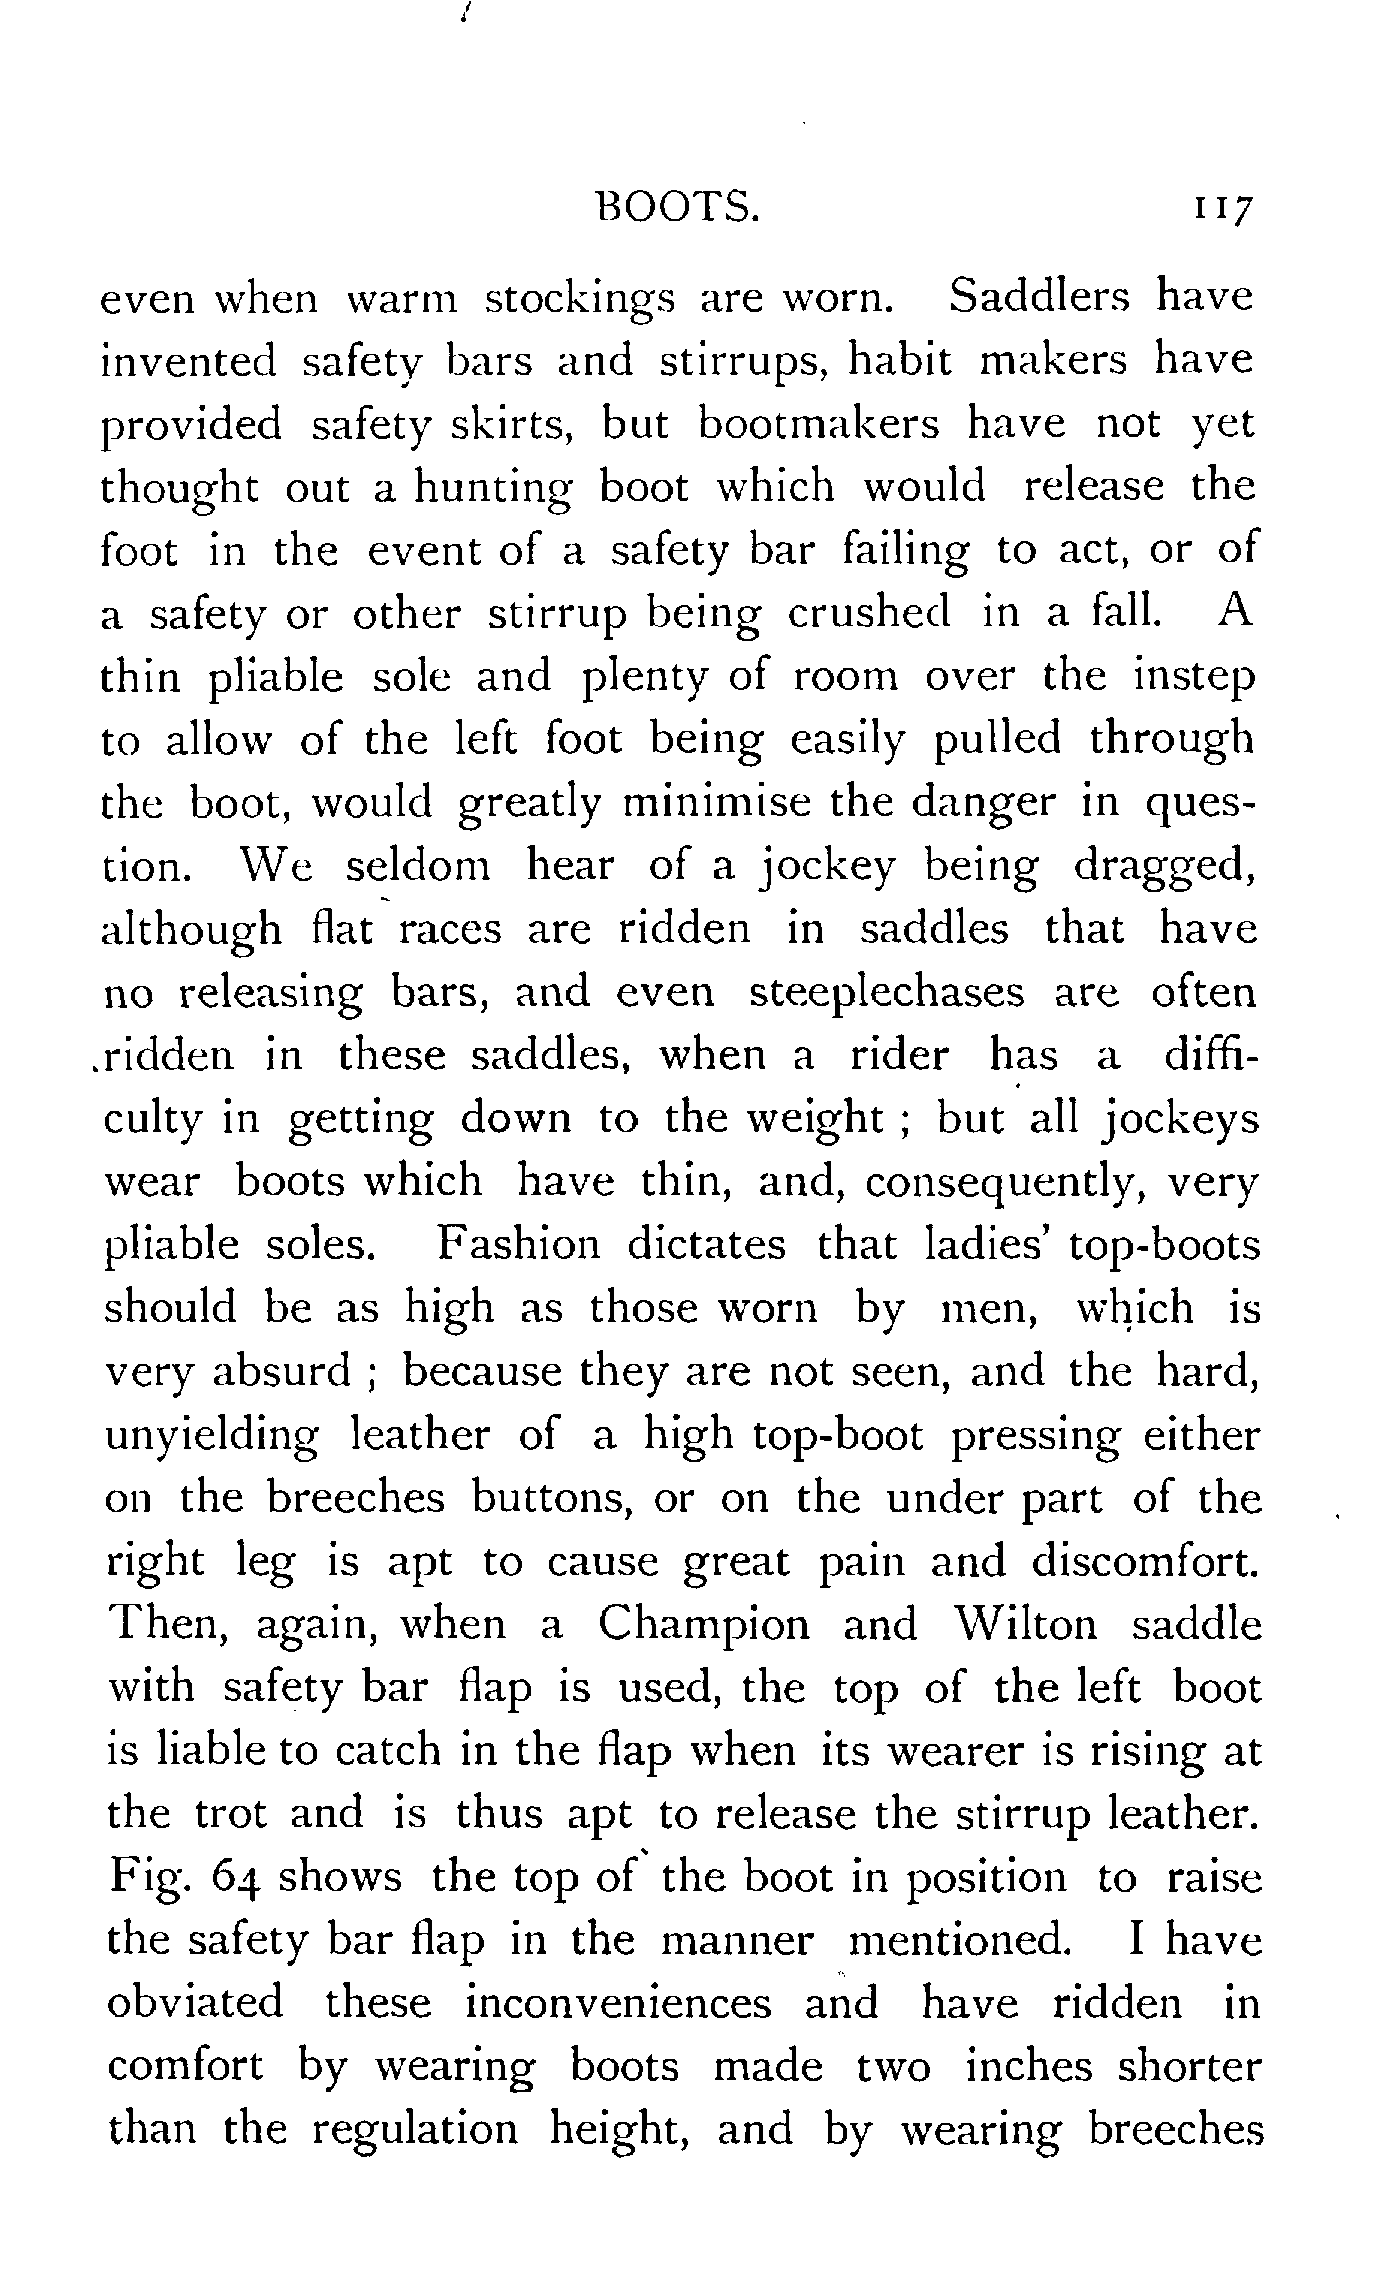 BOOTS. 117
even when warm stockings are worn. Saddlers have
invented safety bars and stirrups, habit makers have
provided safety skirts, but bootmakers have not yet
thought out a hunting boot which would release the
foot in the event of a safety bar failing to act, or of
a safety or other stirrup being crushed in a fall. A
thin pliable sole and plenty of room over the instep
to allow of the left foot being easily pulled through
the boot, would greatly minimise the danger in ques-
tion. We seldom hear of a jockey being dragged,
although flat races are ridden in saddles that have
no releasing bars, and even steeplechases are often
ridden in these saddles, when a rider has a diffi-
culty in getting down to the weight ; but all jockeys
wear boots which have thin, and, consequently, very
pliable soles. Fashion dictates that ladies' top-boots
should be as high as those worn by men, which is
very absurd ; because they are not seen, and the hard,
unyielding leather of a high top-boot pressing either
on the breeches buttons, or on the under part of the
right leg is apt to cause great pain and discomfort.
Then, again, when a Champion and Wilton saddle
with safety bar flap is used, the top of the left boot
is liable to catch in the flap when its wearer is rising at
the trot and is thus apt to release the stirrup leather.
Fig. 64 shows the top of the boot in position to raise
the safety bar flap in the manner mentioned. I have
obviated these inconveniences and have ridden in
comfort by wearing boots made two inches shorter
than the regulation height, and by wearing breeches